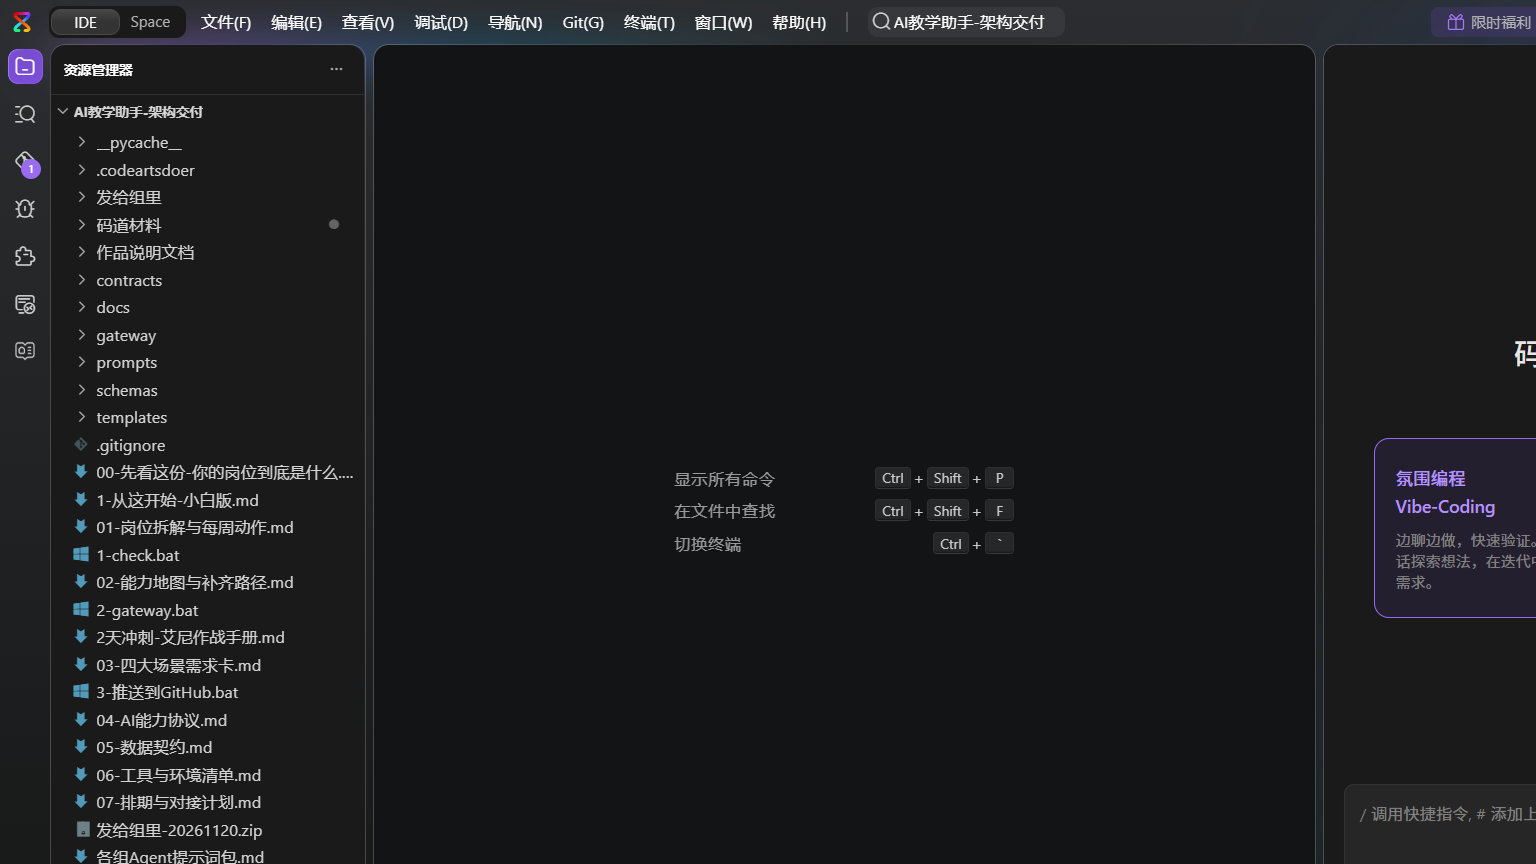 IDE Space 文件(F) 编辑(E) 查看(V) 调试(D) 导航(N) Git(G) 终端(T) 窗口(W) 帮助(H) AI教学助手-架构交付 限时福利
资源管理器 ···
AI教学助手-架构交付
__pycache__
.codeartsdoer
发给组里
码道材料
作品说明文档
contracts
docs
gateway
prompts
schemas
templates
.gitignore
00-先看这份-你的岗位到底是什么....
1-从这开始-小白版.md
01-岗位拆解与每周动作.md
1-check.bat
02-能力地图与补齐路径.md
2-gateway.bat
2天冲刺-艾尼作战手册.md
03-四大场景需求卡.md
3-推送到GitHub.bat
04-AI能力协议.md
05-数据契约.md
06-工具与环境清单.md
07-排期与对接计划.md
发给组里-20261120.zip
各组Agent提示词包.md
1
显示所有命令 Ctrl + Shift + P
在文件中查找 Ctrl + Shift + F
切换终端 Ctrl + `
码
氛围编程
Vibe-Coding
边聊边做，快速验证。
话探索想法，在迭代中
需求。
/ 调用快捷指令, # 添加上